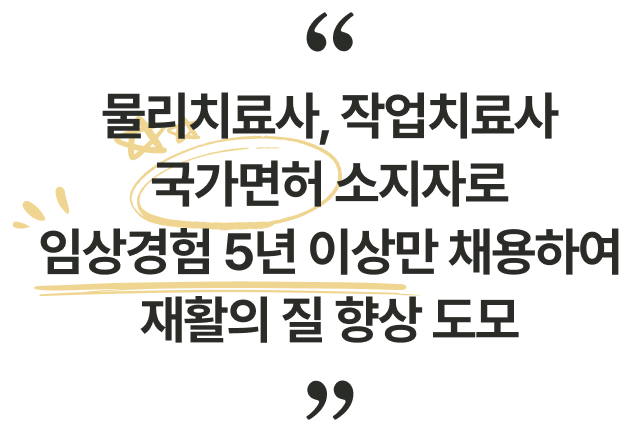 “
물리치료사, 작업치료사
국가면허 소지자로
임상경험 5년 이상만 채용하여
재활의 질 향상 도모
”